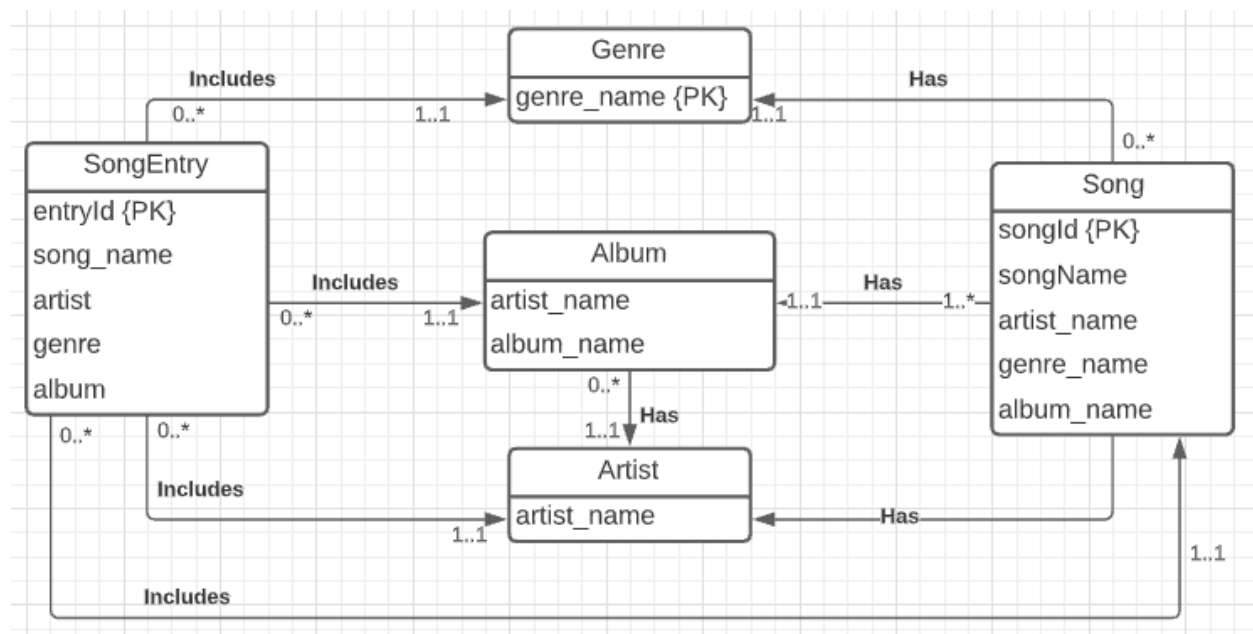 Genre
genre_name {PK}
Includes
0..*
1..1
Has
1..1
0..*
SongEntry
entryId {PK}
song_name
artist
genre
album
Song
songId {PK}
songName
artist_name
genre_name
album_name
Includes
0..*
1..1
Album
artist_name
album_name
Has
1..1
1..*
0..*
Has
1..1
Artist
artist_name
0..*
0..*
Includes
1..1
Has
Includes
1..1